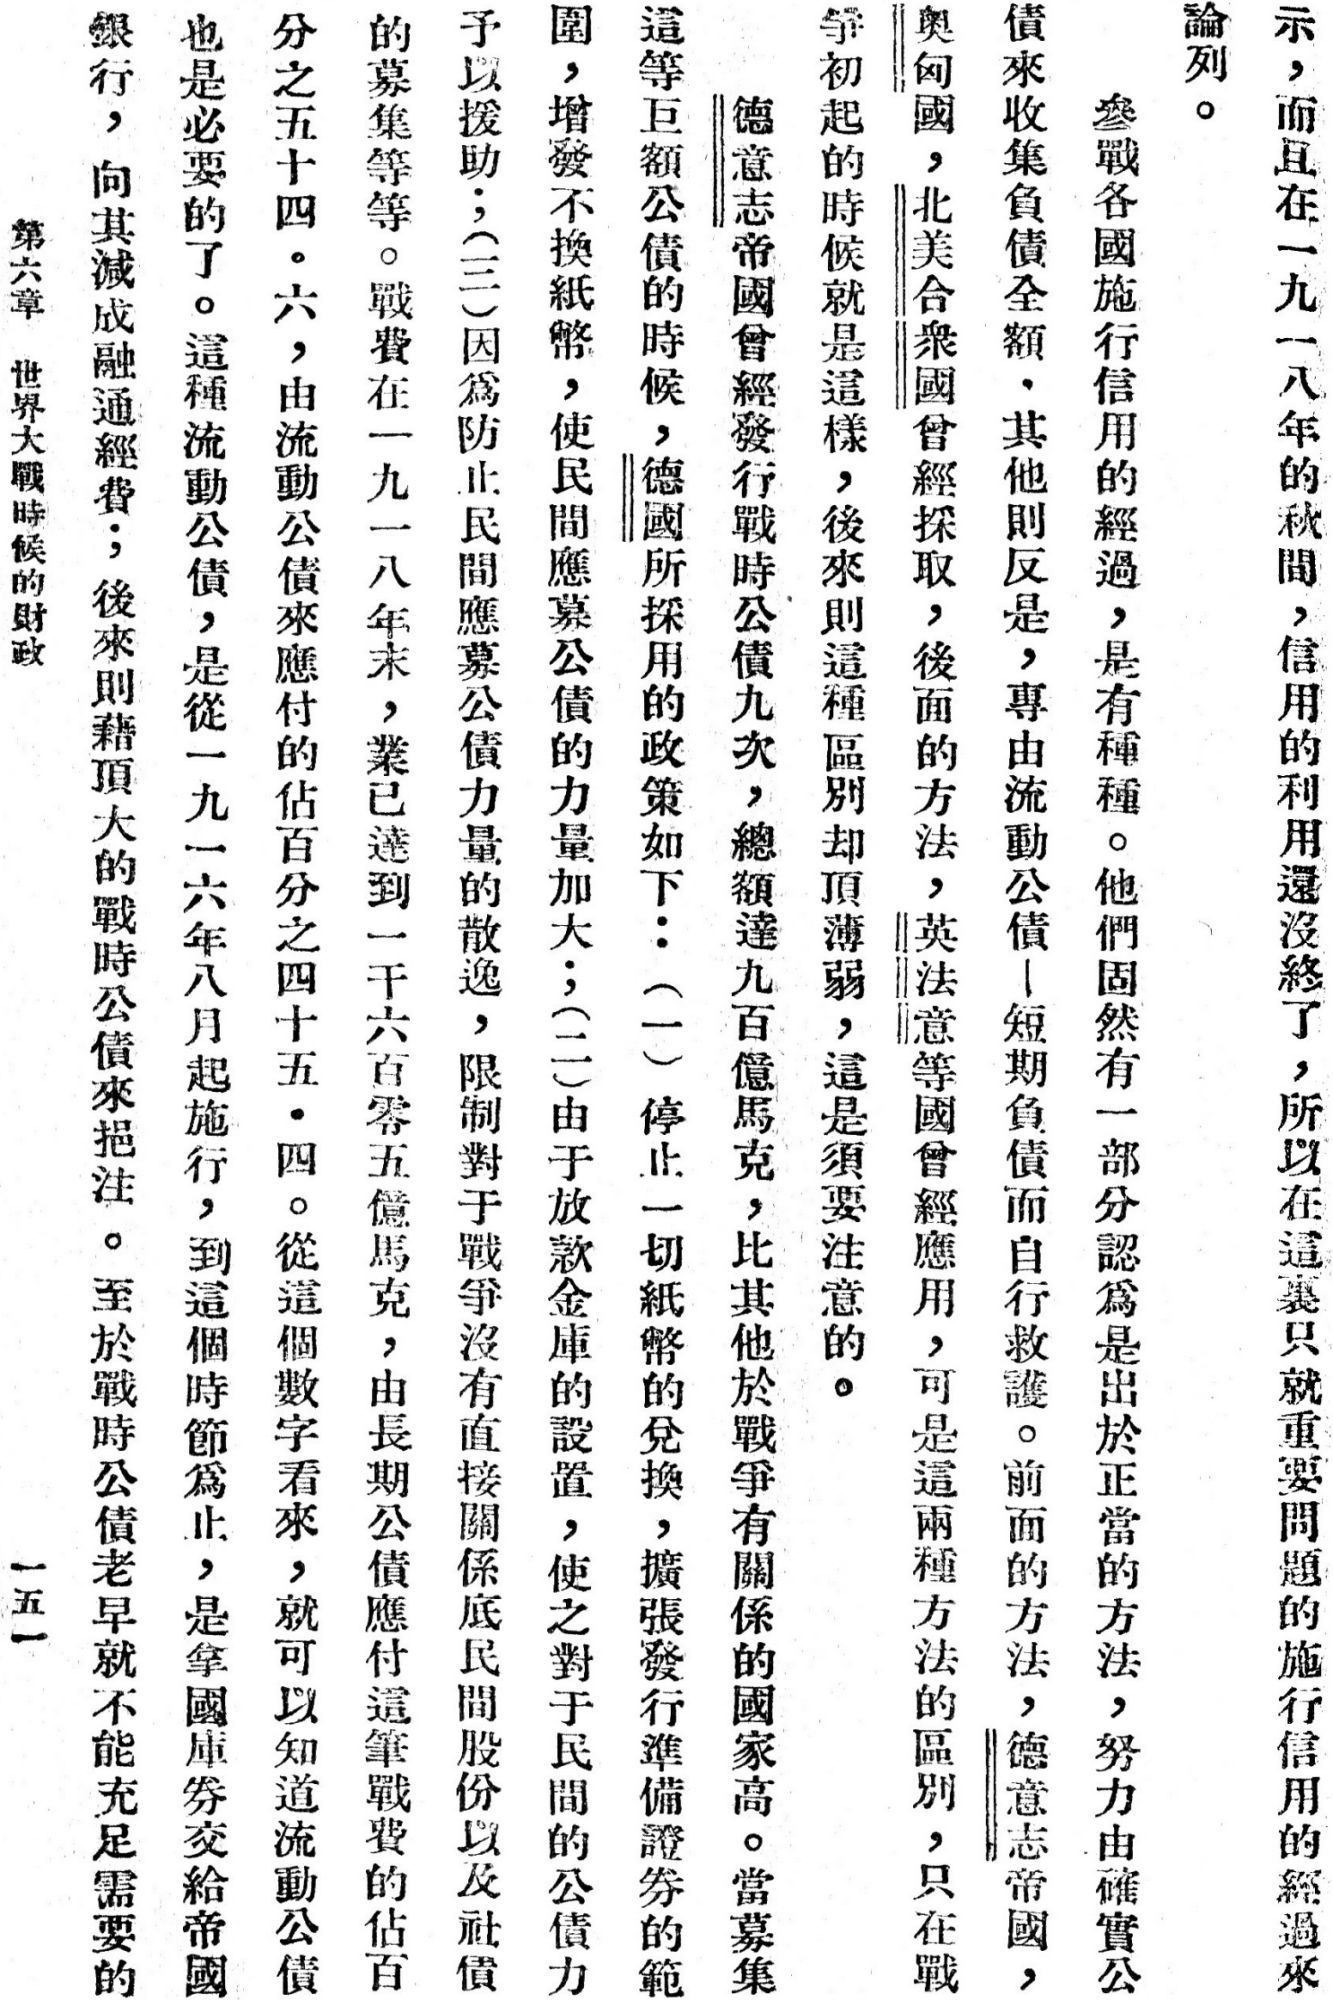 示，而且在一九一八年的秋間，信用的利用還沒終了，所以在這裏只就重要問題的施行信用的經過來
論列。
參戰各國施行信用的經過，是有種種。他們固然有一部分認爲是出於正當的方法，努力由確實公
債來收集負債全額，其他則反是，專由流動公債—短期負債而自行救護。前面的方法，德意志帝國，
奧匈國，北美合衆國曾經採取，後面的方法，英法意等國曾經應用，可是這兩種方法的區別，只在戰
爭初起的時候就是這樣，後來則這種區別却頂薄弱，這是須要注意的。
德意志帝國曾經發行戰時公債九次，總額達九百億馬克，比其他於戰爭有關係的國家高。當募集
這等巨額公債的時候，德國所採用的政策如下：（一）停止一切紙幣的兌換，擴張發行準備證券的範
圍，增發不換紙幣，使民間應募公債的力量加大；（二）由于放款金庫的設置，使之對于民間的公債力
予以援助；（三）因爲防止民間應募公債力量的散逸，限制對于戰爭沒有直接關係底民間股份以及社債
的募集等等。戰費在一九一八年末，業已達到一千六百零五億馬克，由長期公債應付這筆戰費的佔百
分之五十四。六，由流動公債來應付的佔百分之四十五・四。從這個數字看來，就可以知道流動公債
也是必要的了。這種流動公債，是從一九一六年八月起施行，到這個時節爲止，是拿國庫券交給帝國
銀行，向其減成融通經費；後來則藉頂大的戰時公債來挹注。至於戰時公債老早就不能充足需要的
第六章　世界大戰時候的財政
一五一